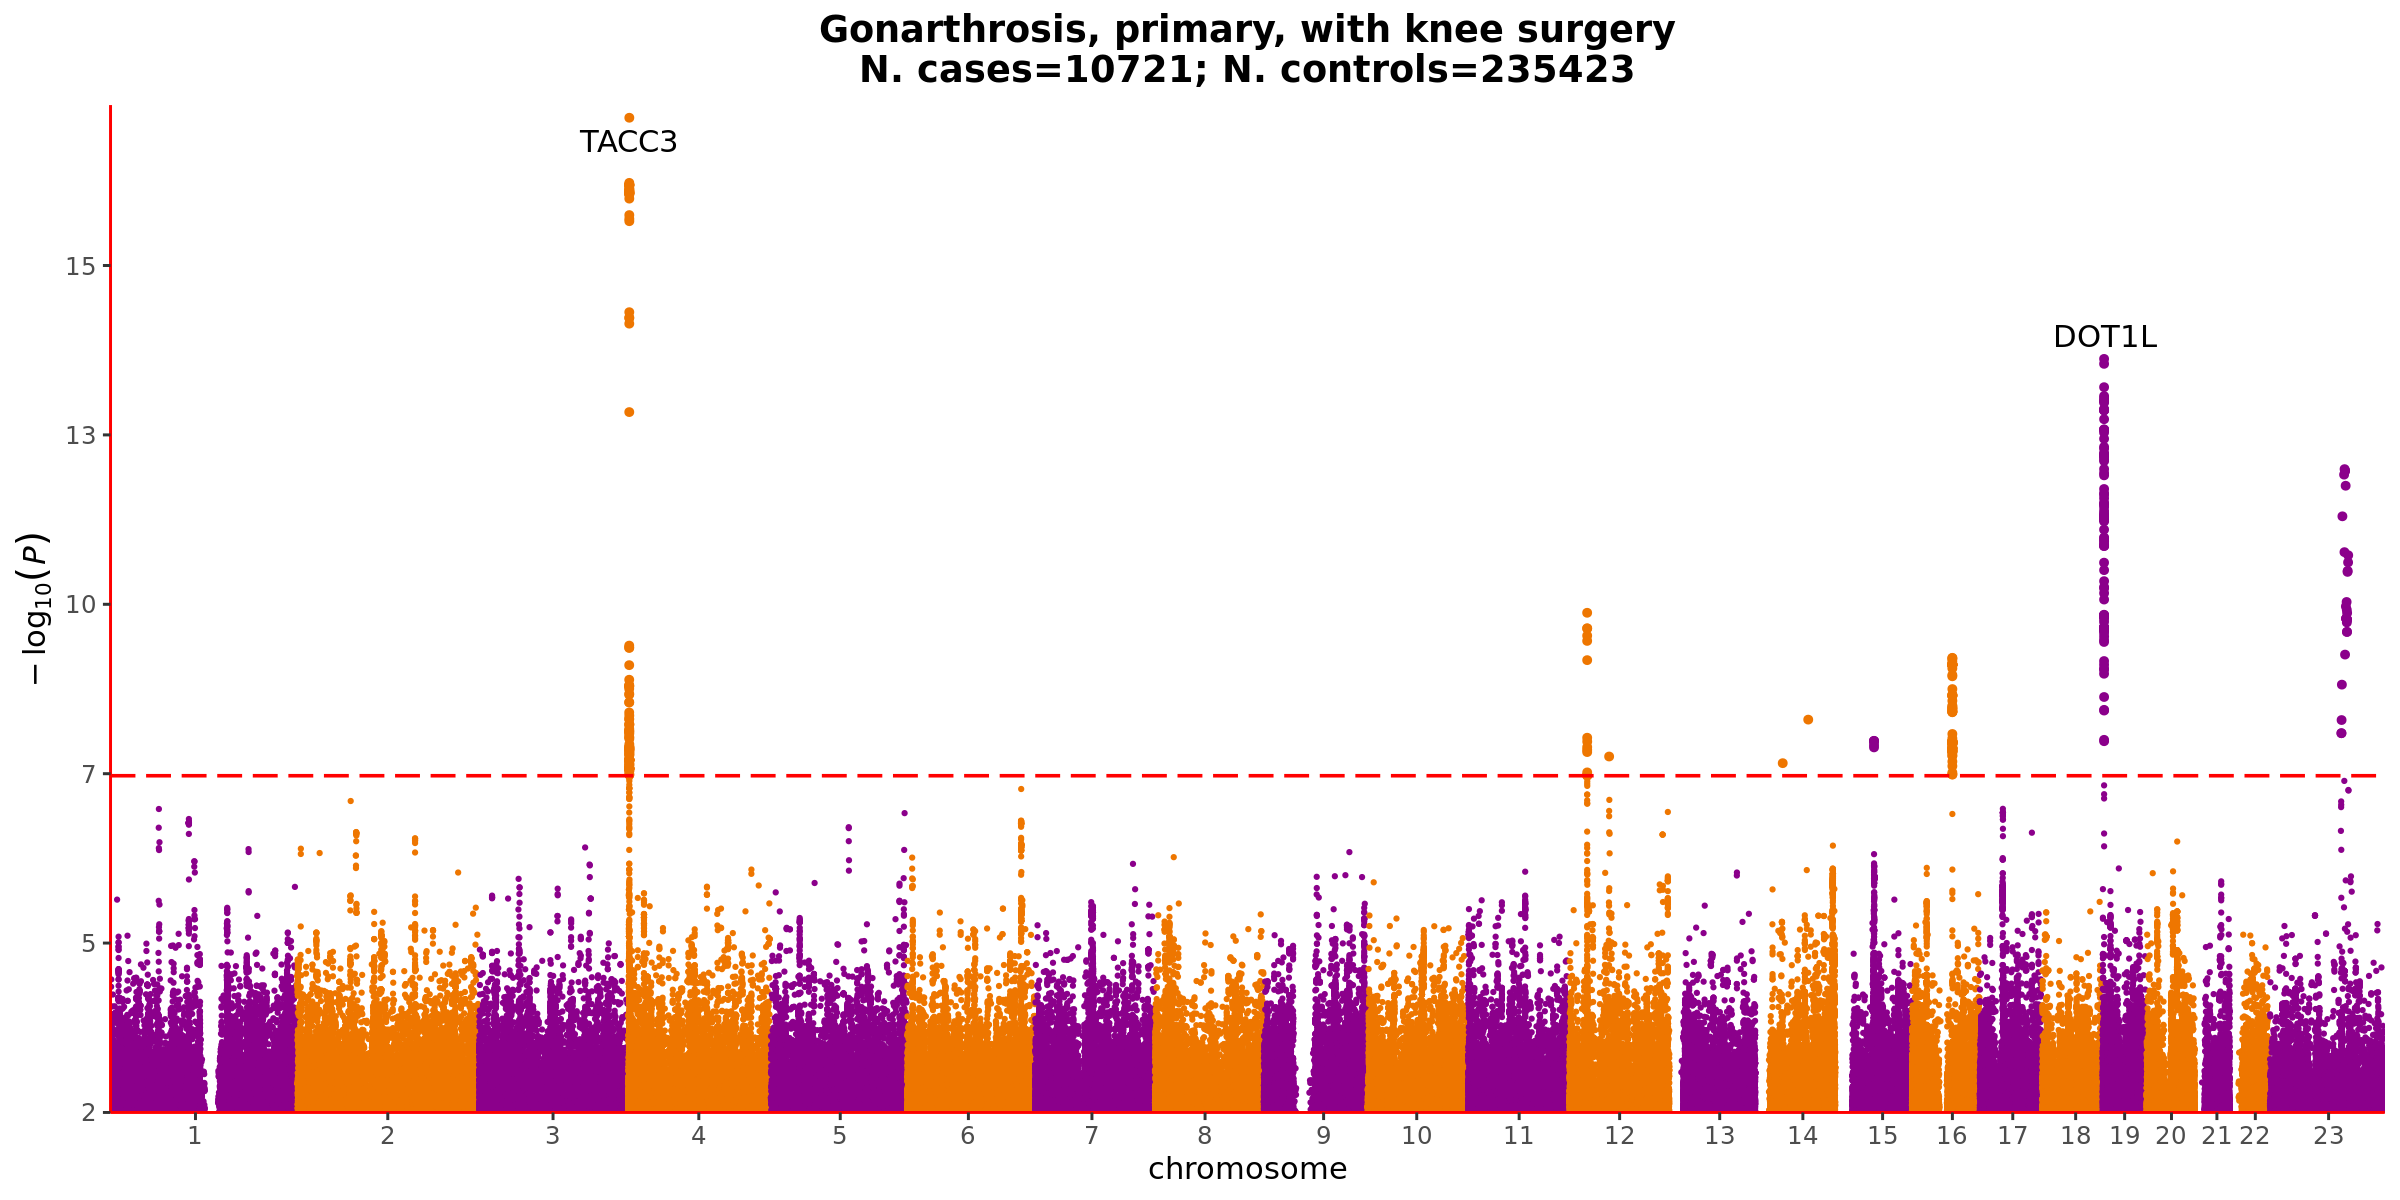 Gonarthrosis, primary, with knee surgery
N. cases=10721; N. controls=235423
TACC3
DOT1L
15
13
10
7
5
2
− log10(P)
1 2 3 4 5 6 7 8 9 10 11 12 13 14 15 16 17 18 19 20 21 22 23
chromosome